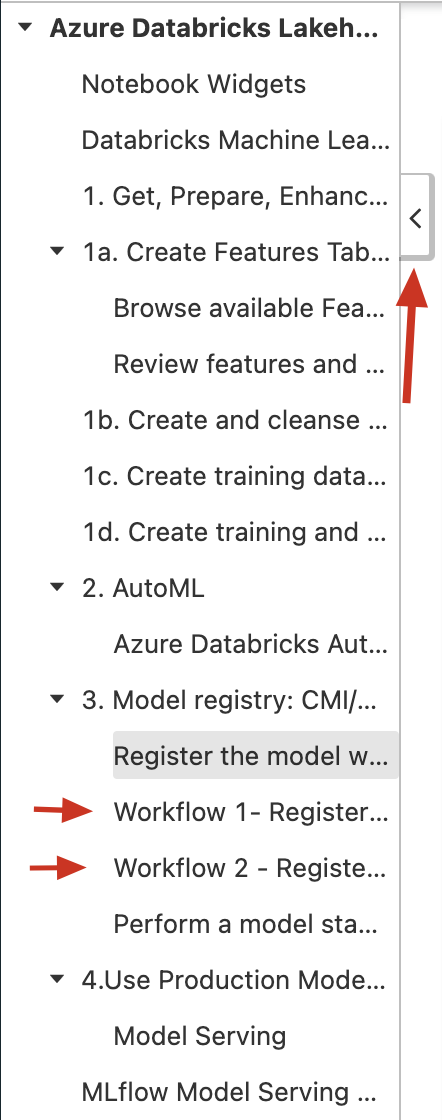 Azure Databricks Lakeh...
Notebook Widgets
Databricks Machine Lea...
1. Get, Prepare, Enhanc...
1a. Create Features Tab...
Browse available Fea...
Review features and ...
1b. Create and cleanse ...
1c. Create training data...
1d. Create training and ...
2. AutoML
Azure Databricks Aut...
3. Model registry: CMI/...
Register the model w...
Workflow 1- Register...
Workflow 2 - Registe...
Perform a model sta...
4.Use Production Mode...
Model Serving
MLflow Model Serving ...